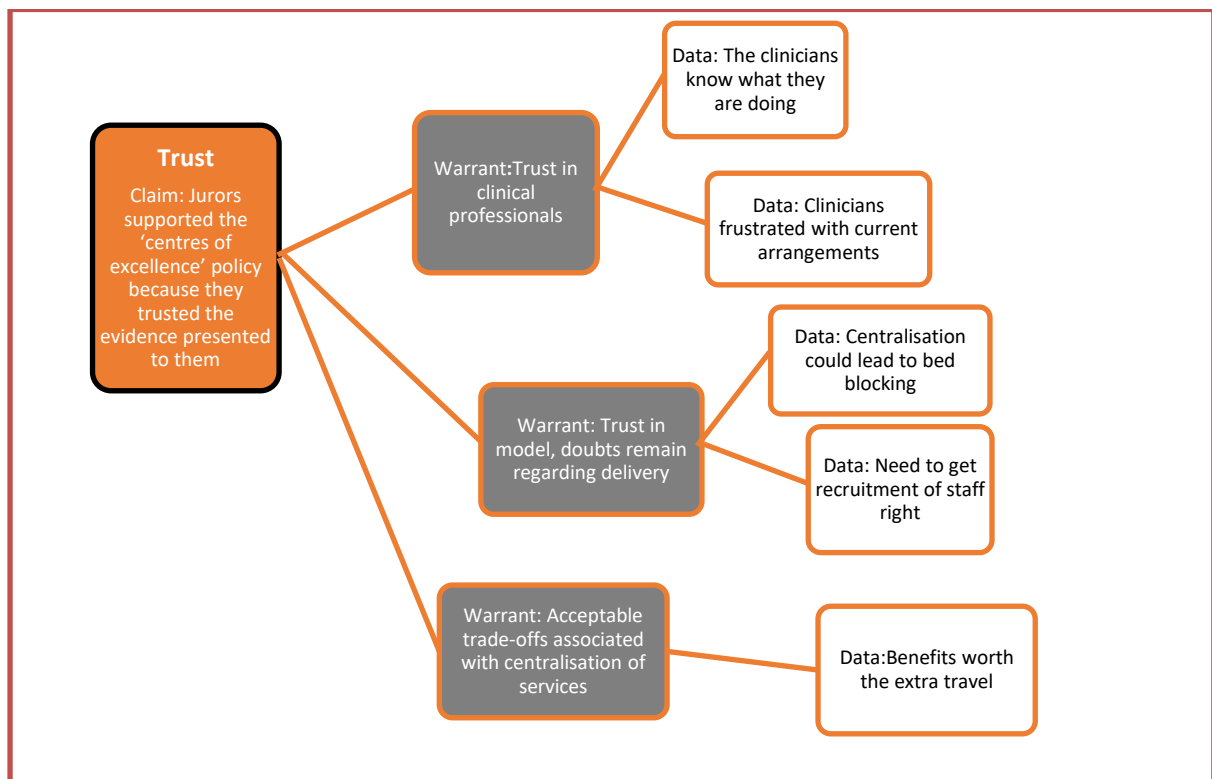 Trust
Claim: Jurors
supported the
‘centres of
excellence’ policy
because they
trusted the
evidence presented
to them
Warrant:Trust in
clinical
professionals
Data: The clinicians
know what they
are doing
Data: Clinicians
frustrated with current
arrangements
Warrant: Trust in
model, doubts remain
regarding delivery
Data: Centralisation
could lead to bed
blocking
Data: Need to get
recruitment of staff
right
Warrant: Acceptable
trade-offs associated
with centralisation of
services
Data:Benefits worth
the extra travel